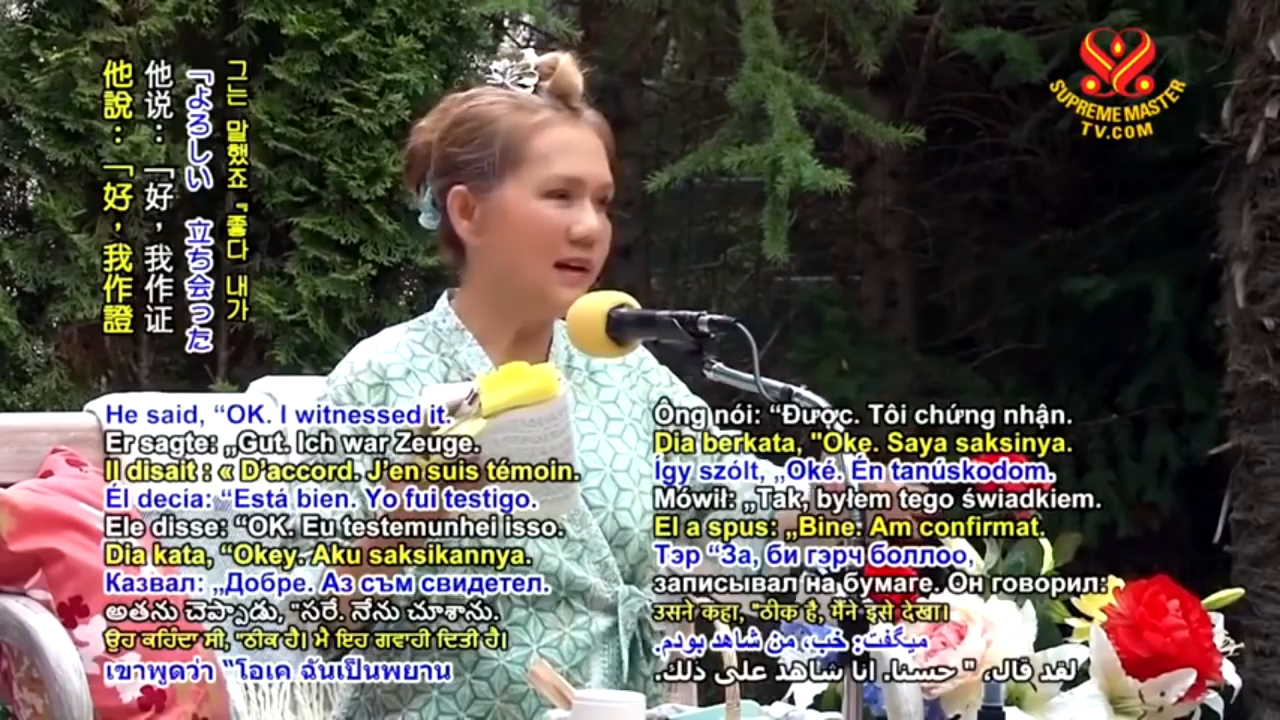 그는 말했죠『좋다 내가
『よろしい 立ち会った
他说：「好，我作证
他說：「好，我作證
SUPREME MASTER
TV.COM
He said, “OK. I witnessed it.
Er sagte: „Gut. Ich war Zeuge.
Il disait : « D’accord. J’en suis témoin.
Él decía: “Está bien. Yo fui testigo.
Ele disse: “OK. Eu testemunhei isso.
Dia kata, “Okey. Aku saksikannya.
Казвал: „Добре. Аз съм свидетел.
అతను చెప్పాడు, "సరే. నేను చూశాను.
ਉਹ ਕਹਿੰਦਾ ਸੀ, "ਠੀਕ ਹੈ। ਮੈ ਇਹ ਗਵਾਹੀ ਦਿਤੀ ਹੈ।
เขาพูดว่า “โอเค ฉันเป็นพยาน
Ông nói: “Được. Tôi chứng nhận.
Dia berkata, "Oke. Saya saksinya.
Így szólt, „Oké. Én tanúskodom.
Mówił: „Tak, byłem tego świadkiem.
El a spus: „Bine. Am confirmat.
Тэр “За, би гэрч боллоо,
записывал на бумаге. Он говорил:
उसने कहा, "ठीक है, मैंने इसे देखा।
میگفت: خب، من شاهد بودم.
لقد قال، " حسنا. انا شاهد على ذلك.